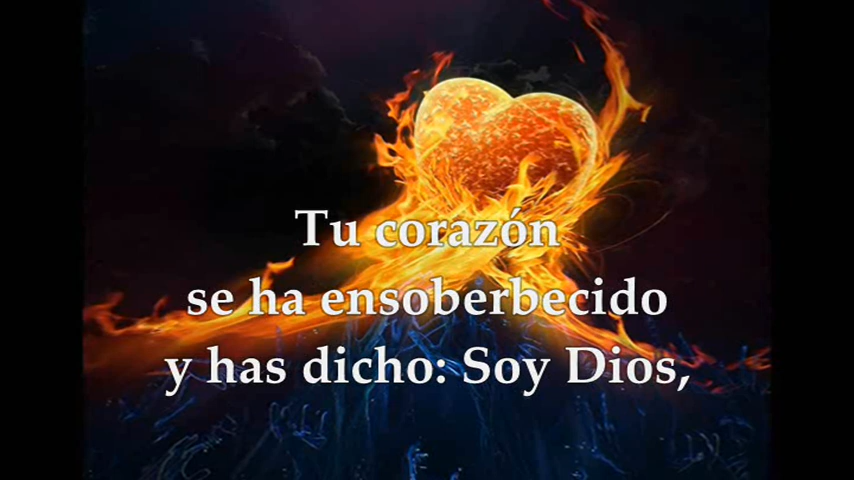 Tu corazón
se ha ensoberbecido
y has dicho: Soy Dios,